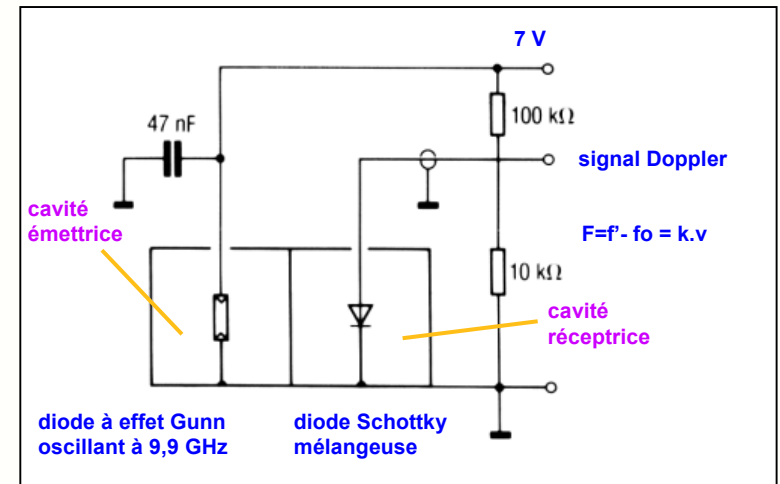 7 V
100 kΩ
47 nF
signal Doppler
cavité
émettrice
F=f'- fo = k.v
10 kΩ
cavité
réceptrice
diode à effet Gunn
oscillant à 9,9 GHz
diode Schottky
mélangeuse